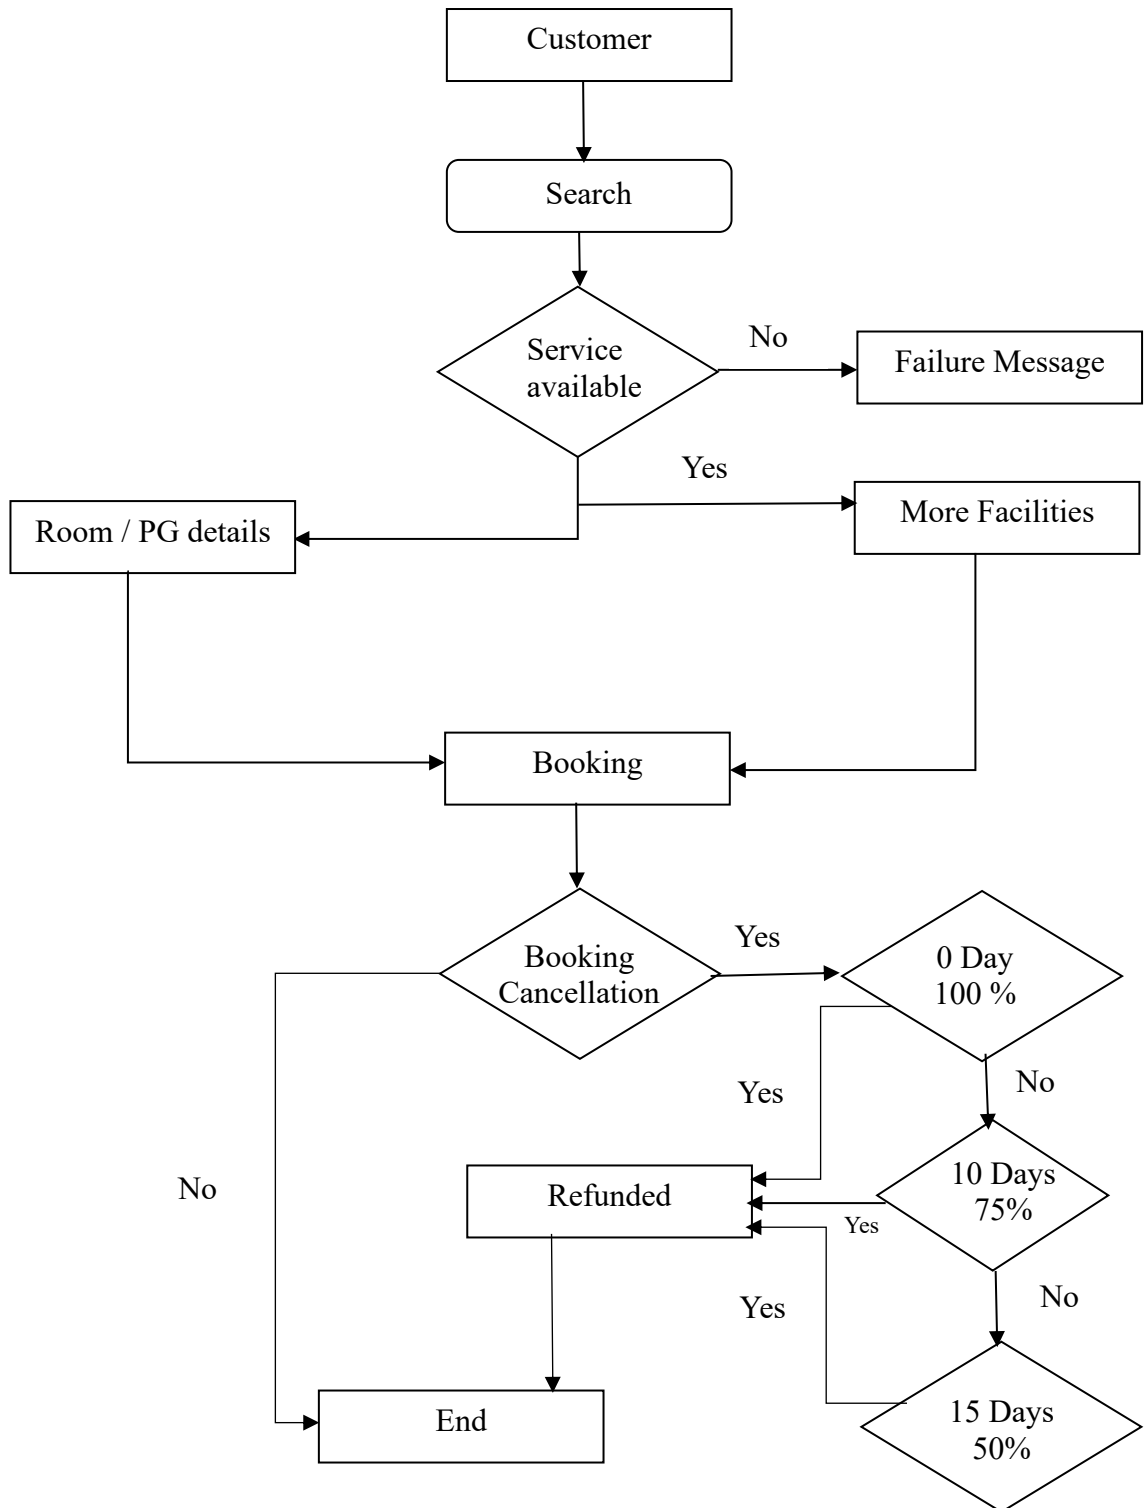 Customer
Search
Service
available
No
Failure Message
Yes
Room / PG details
More Facilities
Booking
Booking
Cancellation
Yes
0 Day
100 %
No
Yes
No
Refunded
10 Days
75%
Yes
Yes
No
End
15 Days
50%